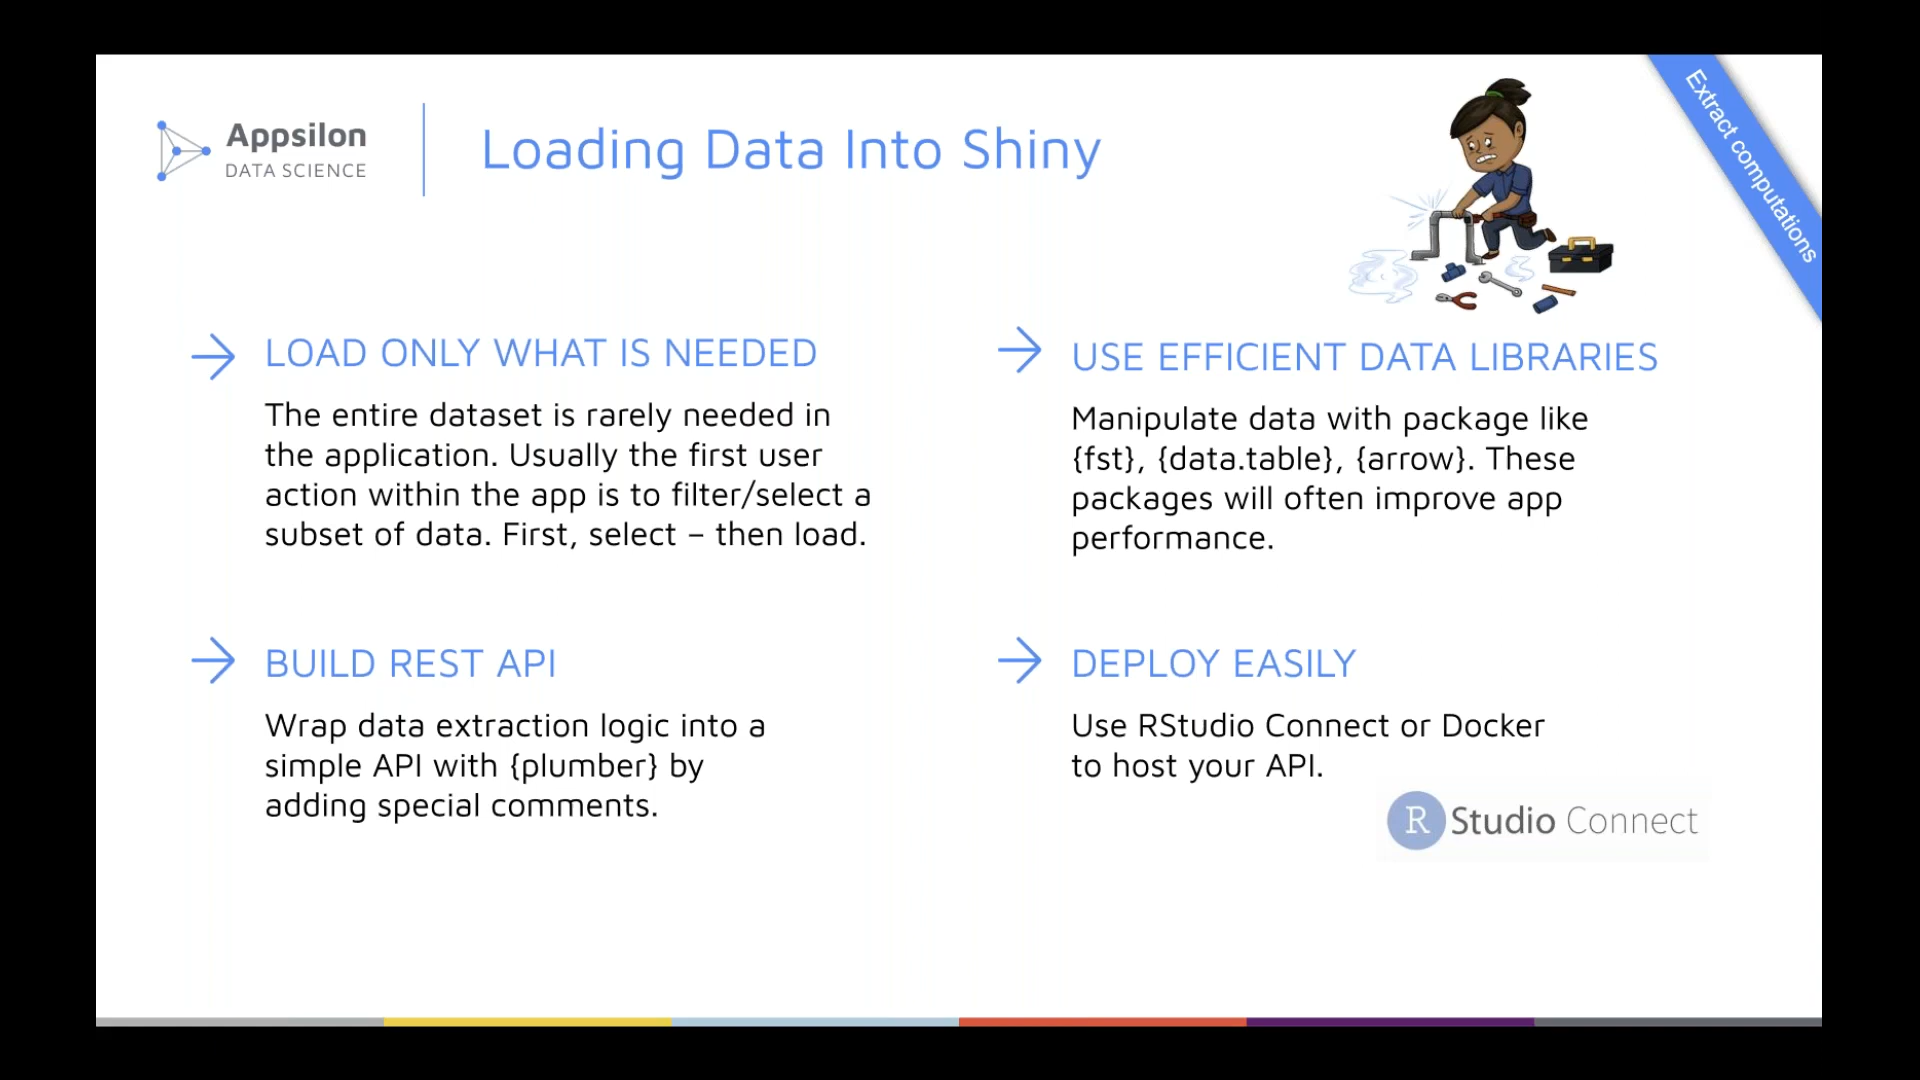 Appsilon
DATA SCIENCE
Loading Data Into Shiny
Extract computations
LOAD ONLY WHAT IS NEEDED
The entire dataset is rarely needed in
the application. Usually the first user
action within the app is to filter/select a
subset of data. First, select – then load.
USE EFFICIENT DATA LIBRARIES
Manipulate data with package like
{fst}, {data.table}, {arrow}. These
packages will often improve app
performance.
BUILD REST API
Wrap data extraction logic into a
simple API with {plumber} by
adding special comments.
DEPLOY EASILY
Use RStudio Connect or Docker
to host your API.
R Studio Connect